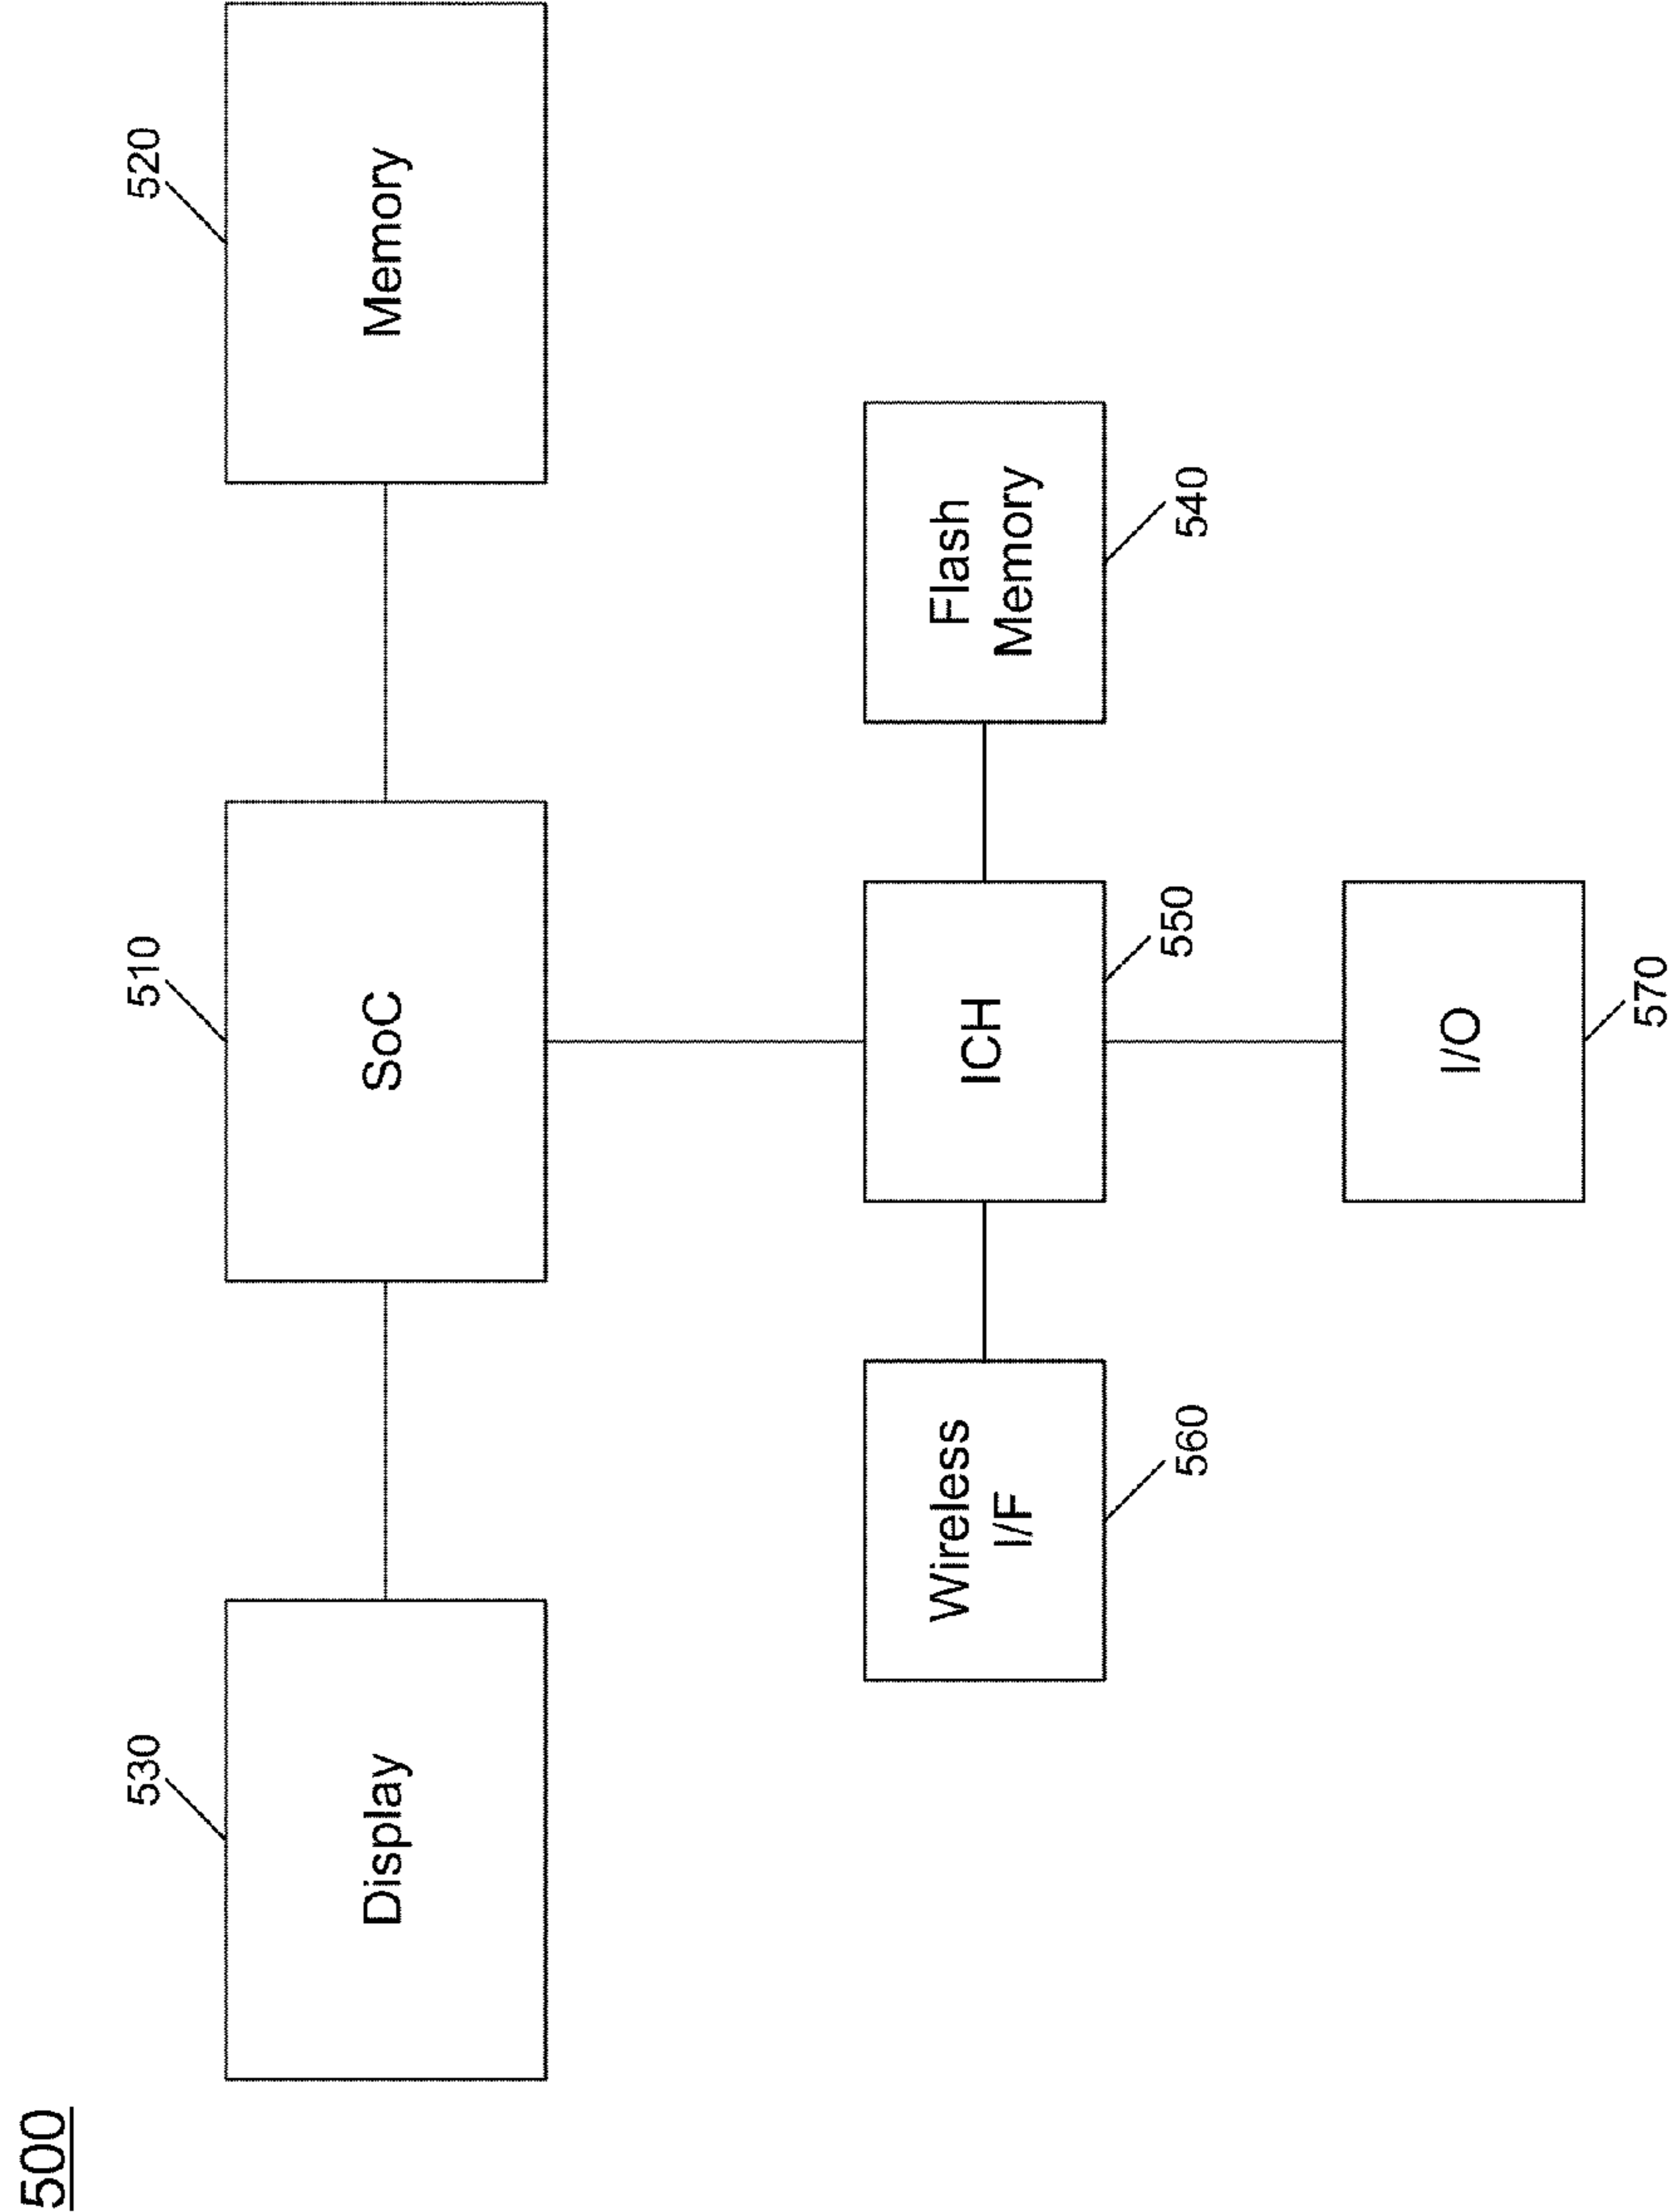 500
530
510
520
Display
SoC
Memory
Wireless
I/F
ICH
Flash
Memory
560
550
540
I/O
570